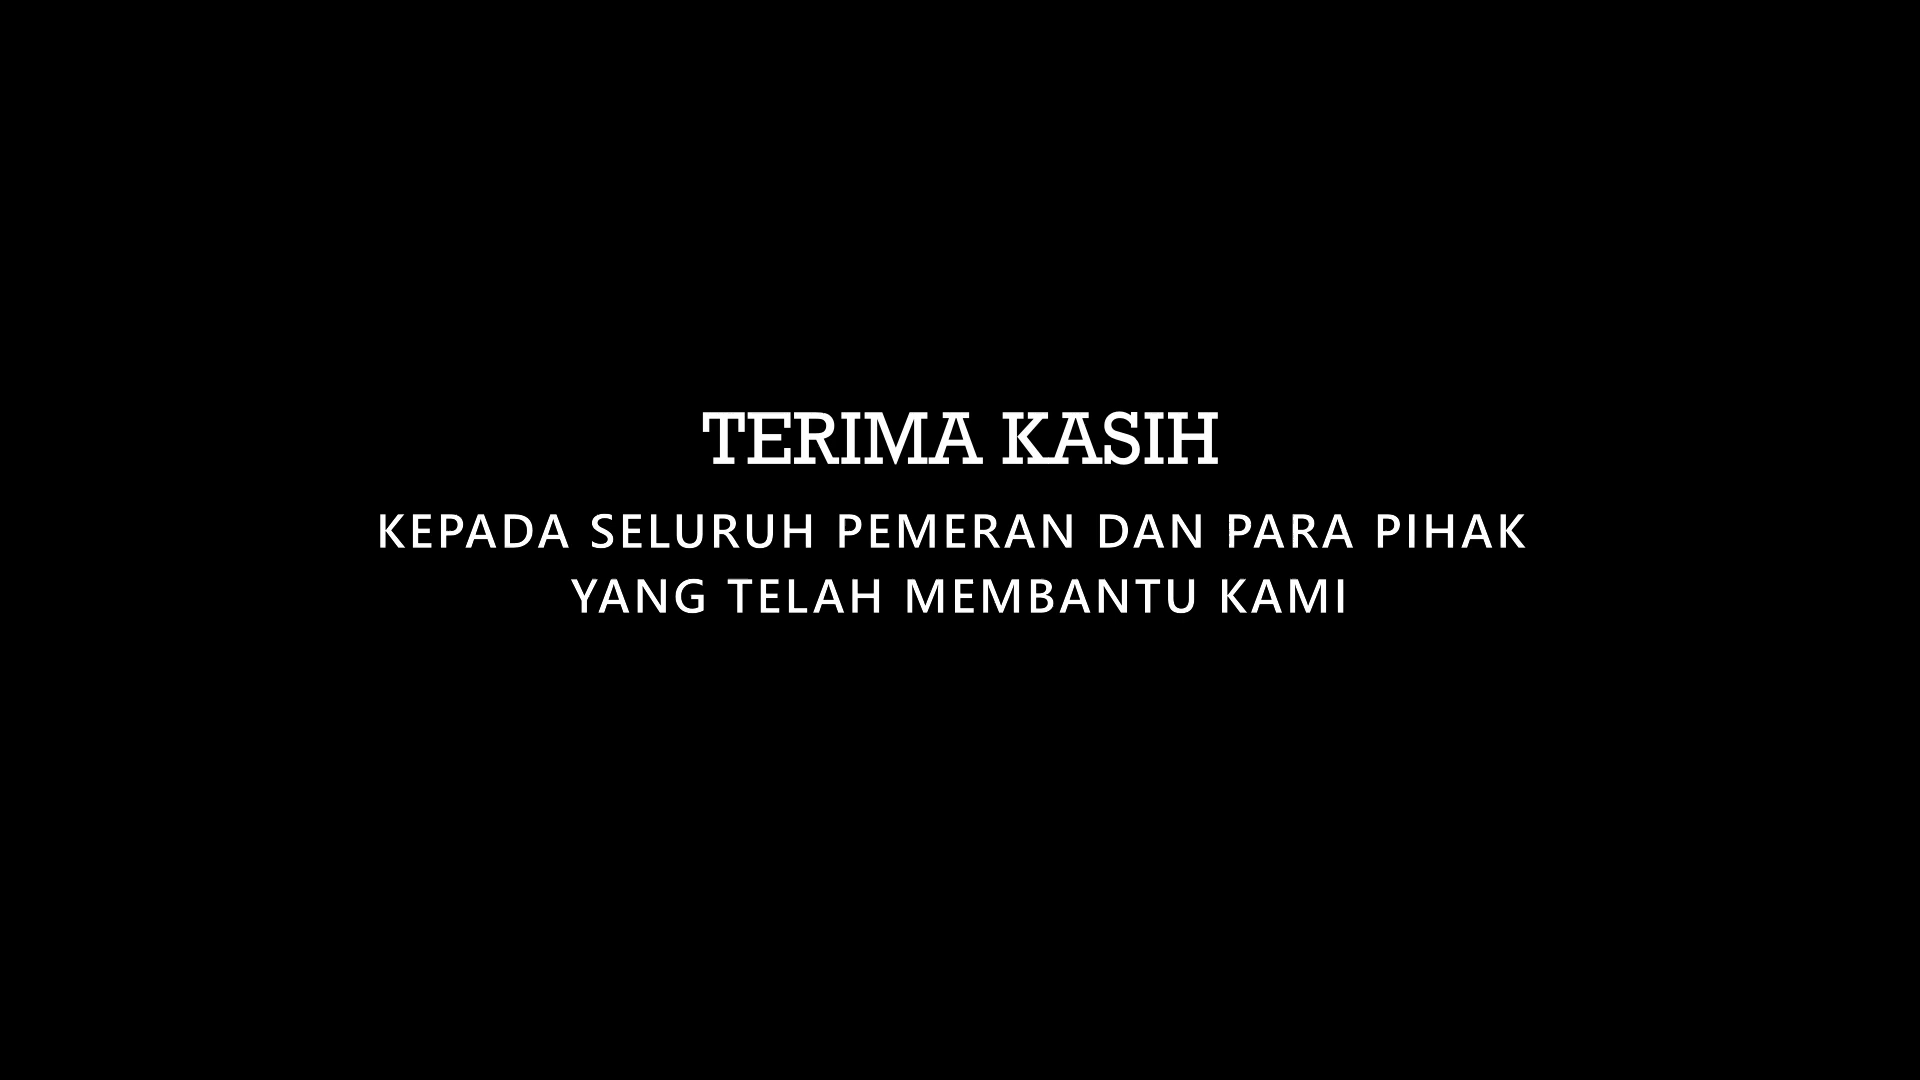 TERIMA KASIH
KEPADA SELURUH PEMERAN DAN PARA PIHAK
YANG TELAH MEMBANTU KAMI